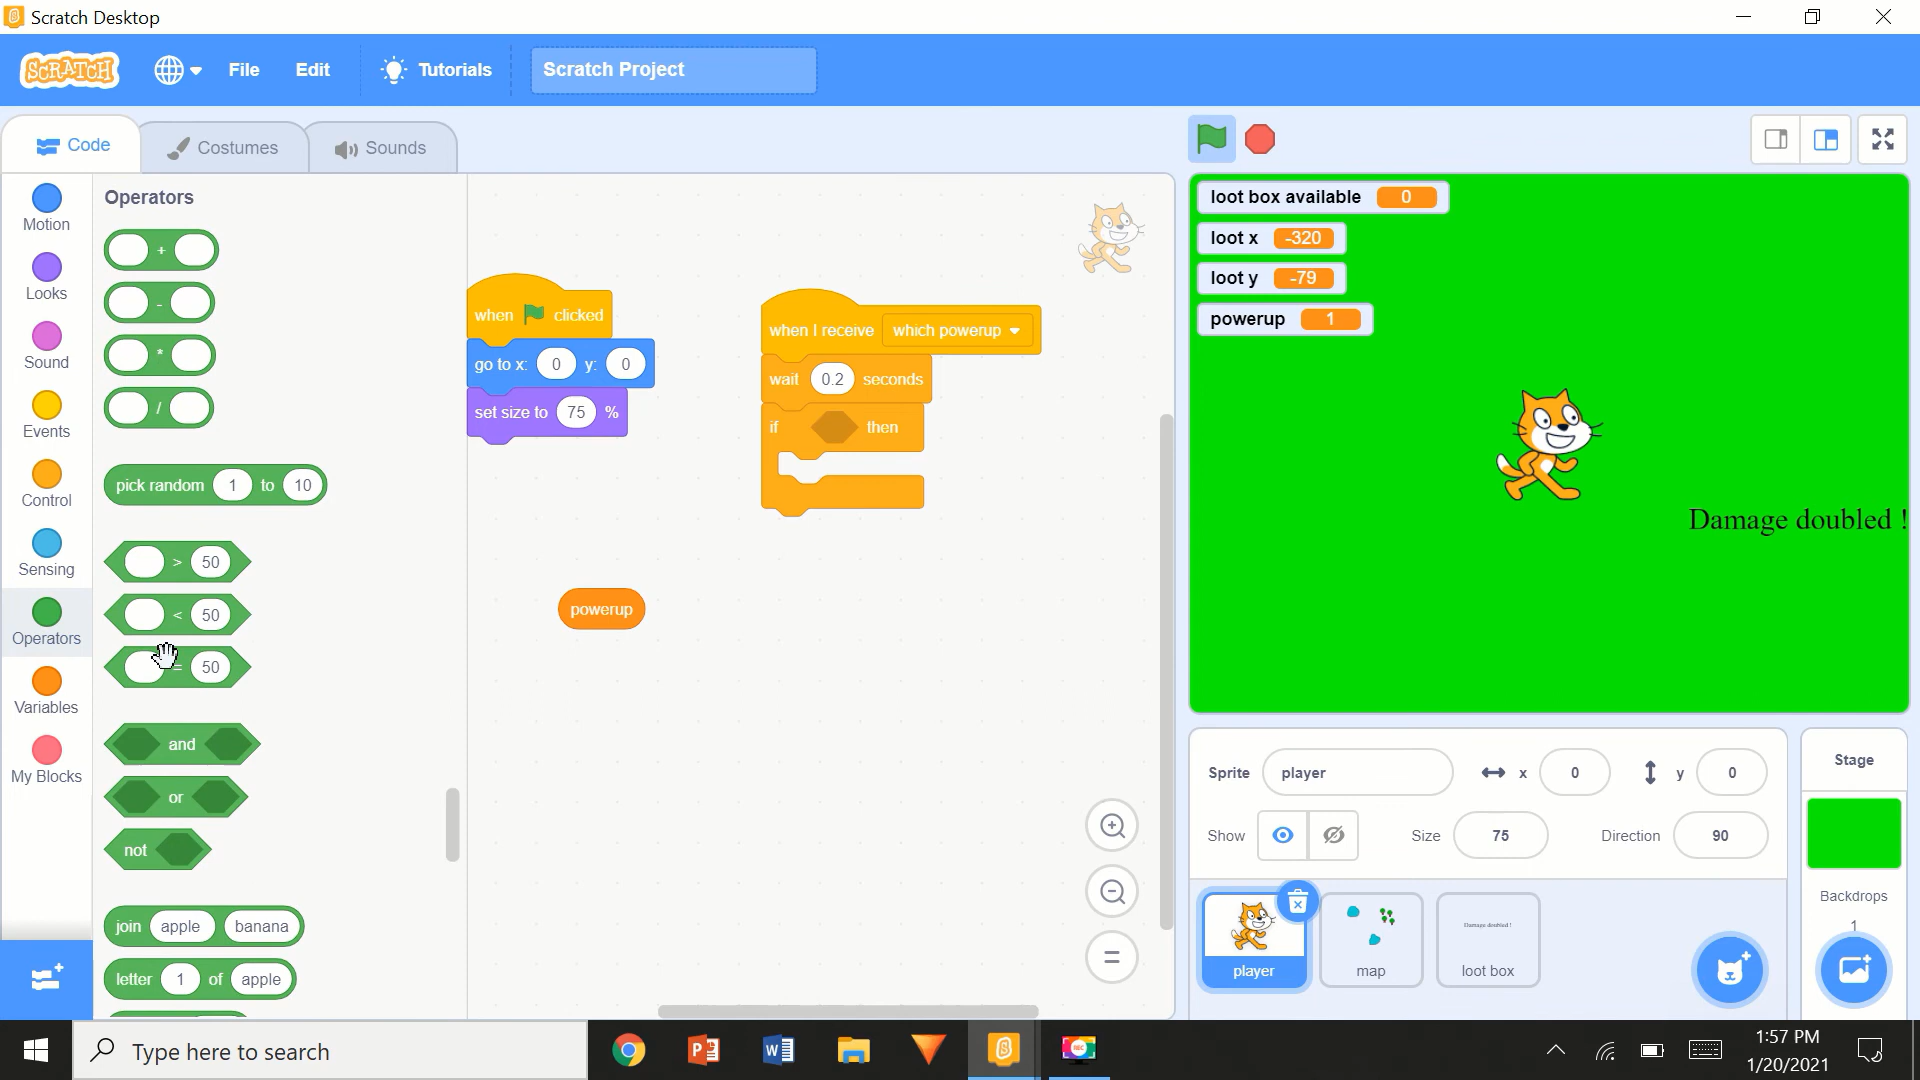 Scratch Desktop
SCRATCH File Edit Tutorials Scratch Project
Code Costumes Sounds
Motion
Looks
Sound
Events
Control
Sensing
Operators
Variables
My Blocks
Operators
+
-
*
/
pick random 1 to 10
> 50
< 50
= 50
and
or
not
join apple banana
letter 1 of apple
when clicked
go to x: 0 y: 0
set size to 75 %
when I receive which powerup
wait 0.2 seconds
if then
powerup
loot box available 0
loot x -320
loot y -79
powerup 1
Damage doubled !
Sprite player x 0 y 0
Show Size 75 Direction 90
player
map
Damage doubled !
loot box
Stage
Backdrops
1
Type here to search
1:57 PM
1/20/2021